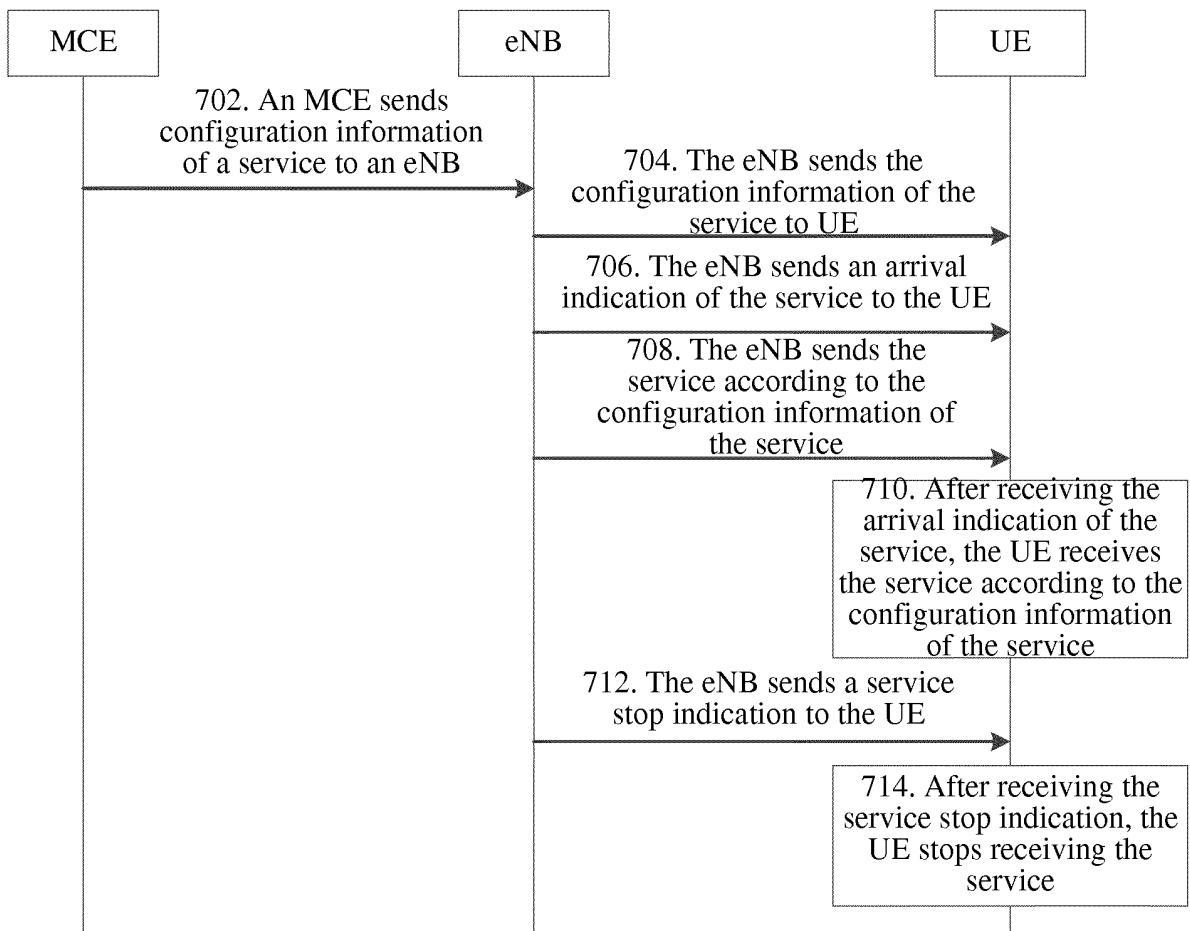 MCE
eNB
UE
702. An MCE sends
configuration information
of a service to an eNB
704. The eNB sends the
configuration information of the
service to UE
706. The eNB sends an arrival
indication of the service to the UE
708. The eNB sends the
service according to the
configuration information of
the service
710. After receiving the
arrival indication of the
service, the UE receives
the service according to the
configuration information
of the service
712. The eNB sends a service
stop indication to the UE
714. After receiving the
service stop indication, the
UE stops receiving the
service